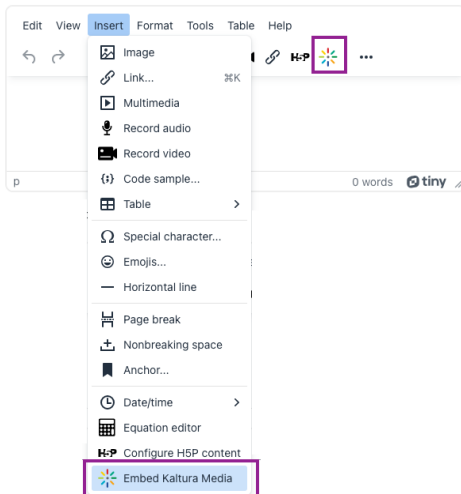 Edit View Insert Format Tools Table Help
H-P
Image
Link... ⌘K
Multimedia
Record audio
Record video
Code sample...
p 0 words tiny
Table
Special character...
Emojis...
Horizontal line
Page break
Nonbreaking space
Anchor...
Date/time
Equation editor
H-P Configure H5P content
Embed Kaltura Media